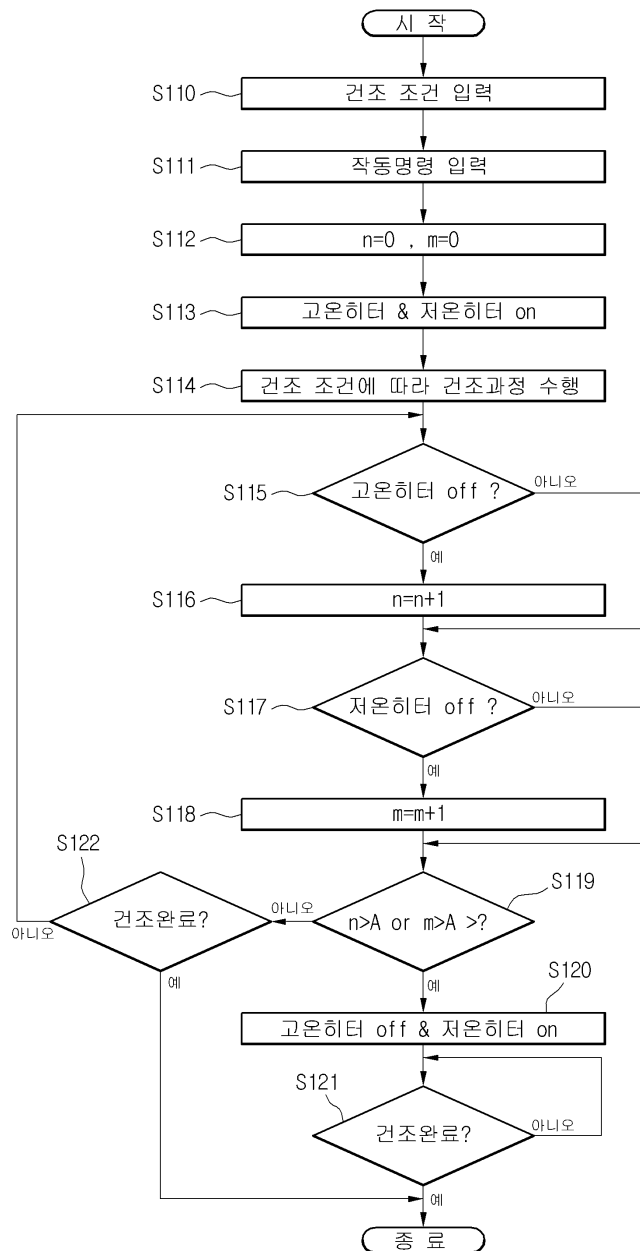 시 작
S110
건조 조건 입력
S111
작동명령 입력
S112
n=0 , m=0
S113
고온히터 & 저온히터 on
S114
건조 조건에 따라 건조과정 수행
S115
고온히터 off ?
아니오
예
S116
n=n+1
S117
저온히터 off ?
아니오
예
S118
m=m+1
S122
건조완료?
아니오
예
S119
n>A or m>A >?
아니오
예
S120
고온히터 off & 저온히터 on
S121
건조완료?
아니오
예
종 료